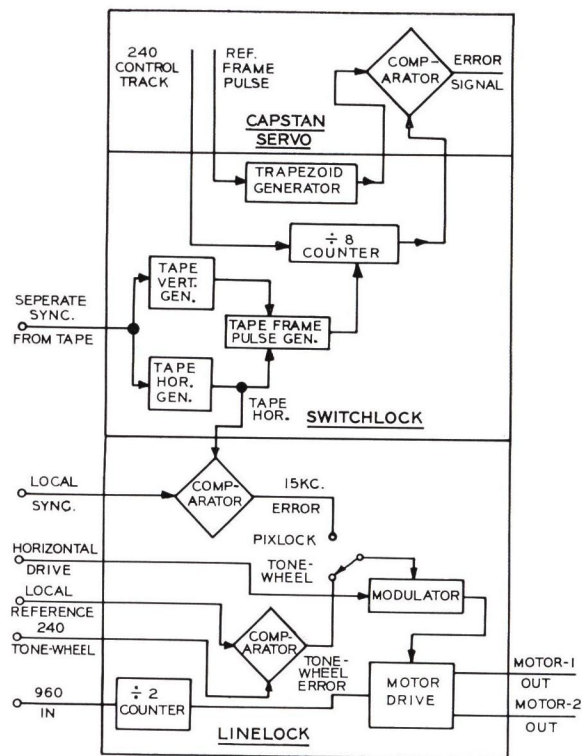 240
CONTROL
TRACK
REF.
FRAME
PULSE
COMP-
ARATOR
ERROR
SIGNAL
CAPSTAN
SERVO
TRAPEZOID
GENERATOR
÷ 8
COUNTER
TAPE
VERT.
GEN.
SEPERATE
SYNC.
FROM TAPE
TAPE FRAME
PULSE GEN.
TAPE
HOR.
GEN.
TAPE
HOR.
SWITCHLOCK
LOCAL
SYNC.
COMP-
ARATOR
15KC.
ERROR
PIXLOCK
HORIZONTAL
DRIVE
TONE-
WHEEL
LOCAL
REFERENCE
MODULATOR
240
TONE-WHEEL
COMP-
ARATOR
TONE-
WHEEL
ERROR
960
IN
÷ 2
COUNTER
MOTOR
DRIVE
MOTOR-1
OUT
MOTOR-2
OUT
LINELOCK